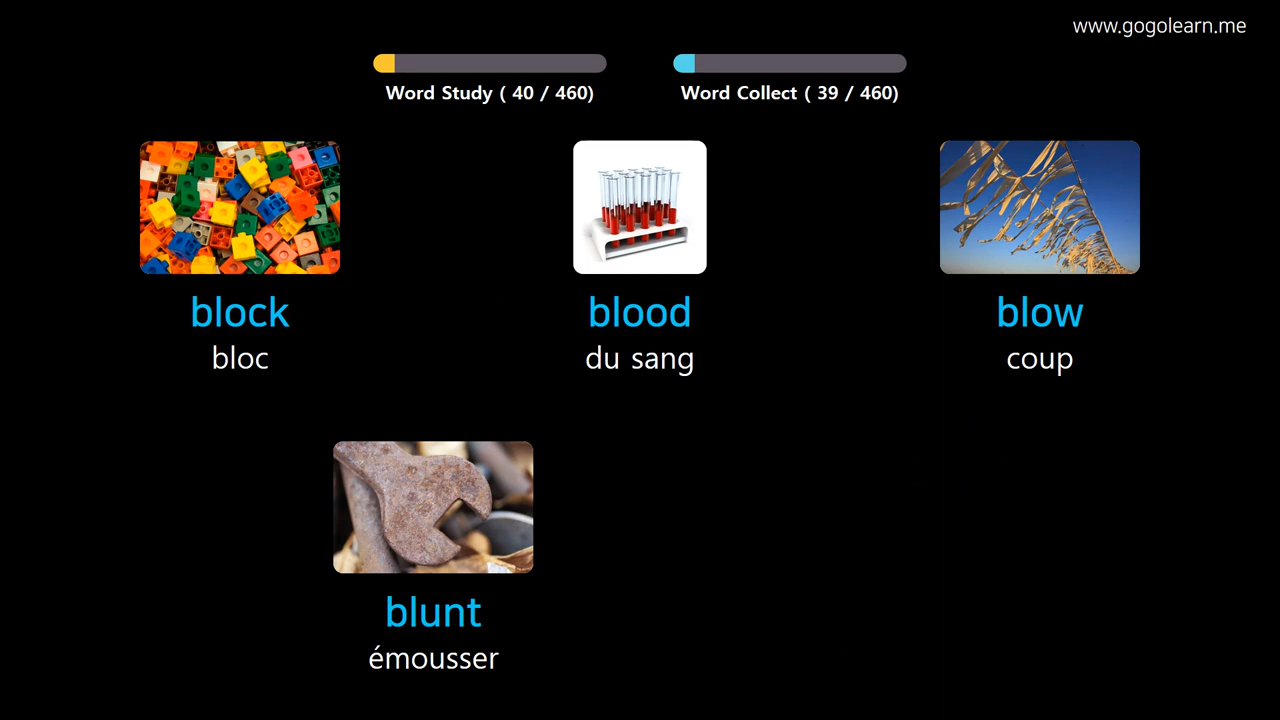 www.gogolearn.me
Word Study ( 40 / 460)
Word Collect ( 39 / 460)
block
bloc
blood
du sang
blow
coup
blunt
émousser